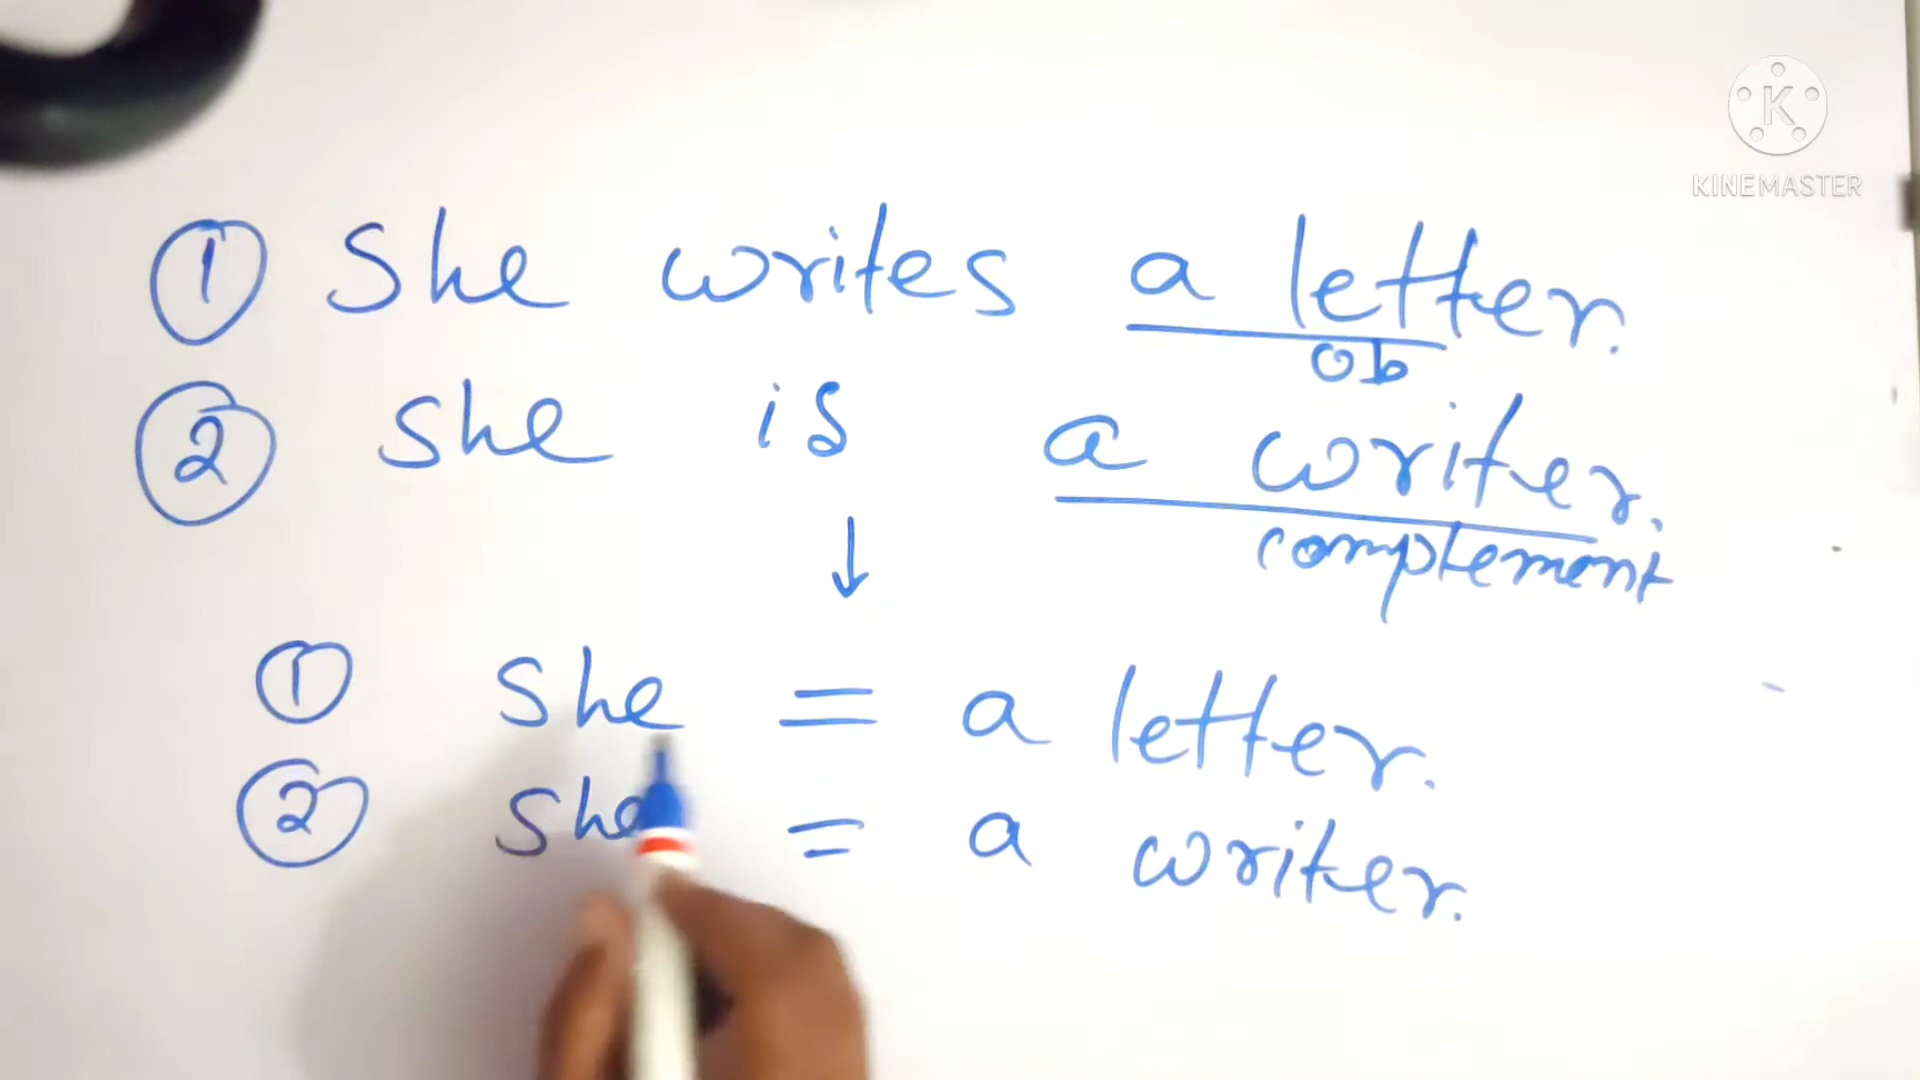 K
KINEMASTER
1 She writes a letter.
ob
2 She is a writer.
complement
1 She = a letter.
2 She = a writer.